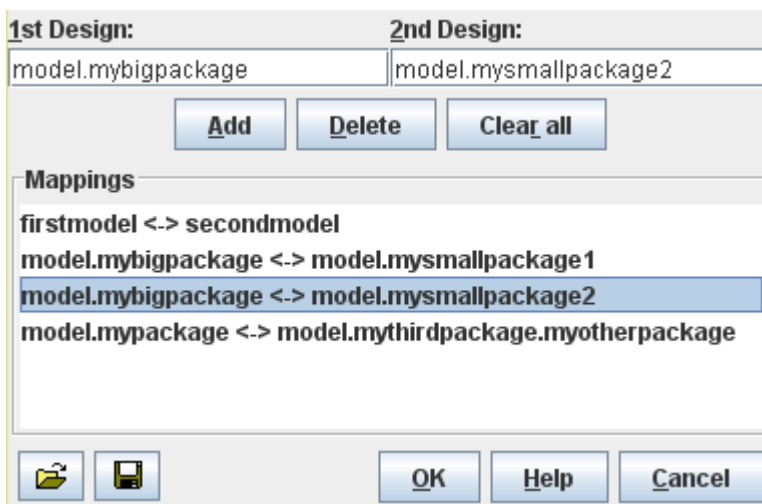 1st Design: 2nd Design:
model.mybigpackage model.mysmallpackage2
Add Delete Clear all
Mappings
firstmodel <-> secondmodel
model.mybigpackage <-> model.mysmallpackage1
model.mybigpackage <-> model.mysmallpackage2
model.mypackage <-> model.mythirdpackage.myotherpackage
OK Help Cancel